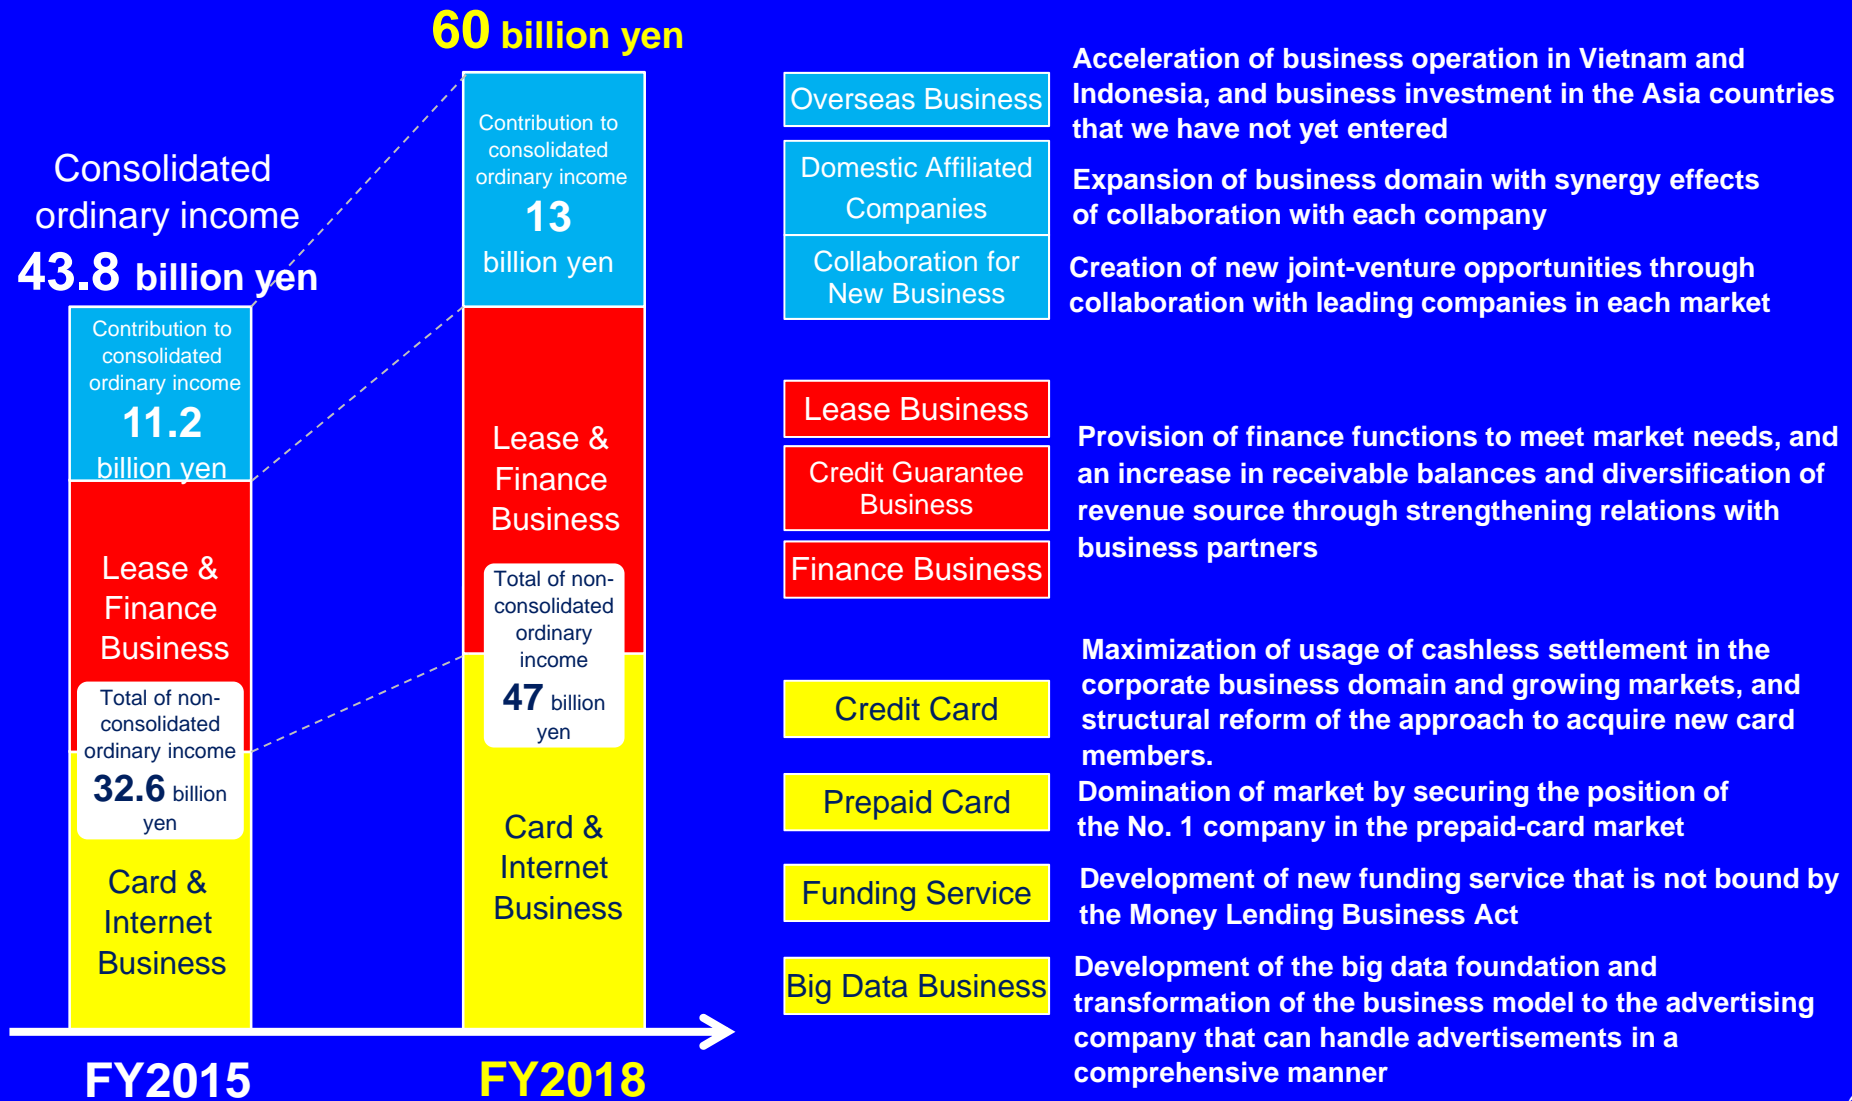 60 billion yen
Consolidated
ordinary income
43.8 billion yen
Contribution to
consolidated
ordinary income
11.2
billion yen
Lease &
Finance
Business
Total of non-
consolidated
ordinary income
32.6 billion
yen
Card &
Internet
Business
FY2015
Contribution to
consolidated
ordinary income
13
billion yen
Lease &
Finance
Business
Total of non-
consolidated
ordinary
income
47 billion
yen
Card &
Internet
Business
FY2018
Overseas Business
Acceleration of business operation in Vietnam and
Indonesia, and business investment in the Asia countries
that we have not yet entered
Domestic Affiliated
Companies
Expansion of business domain with synergy effects
of collaboration with each company
Collaboration for
New Business
Creation of new joint-venture opportunities through
collaboration with leading companies in each market
Lease Business
Credit Guarantee
Business
Finance Business
Provision of finance functions to meet market needs, and
an increase in receivable balances and diversification of
revenue source through strengthening relations with
business partners
Credit Card
Maximization of usage of cashless settlement in the
corporate business domain and growing markets, and
structural reform of the approach to acquire new card
members.
Prepaid Card
Domination of market by securing the position of
the No. 1 company in the prepaid-card market
Funding Service
Development of new funding service that is not bound by
the Money Lending Business Act
Big Data Business
Development of the big data foundation and
transformation of the business model to the advertising
company that can handle advertisements in a
comprehensive manner